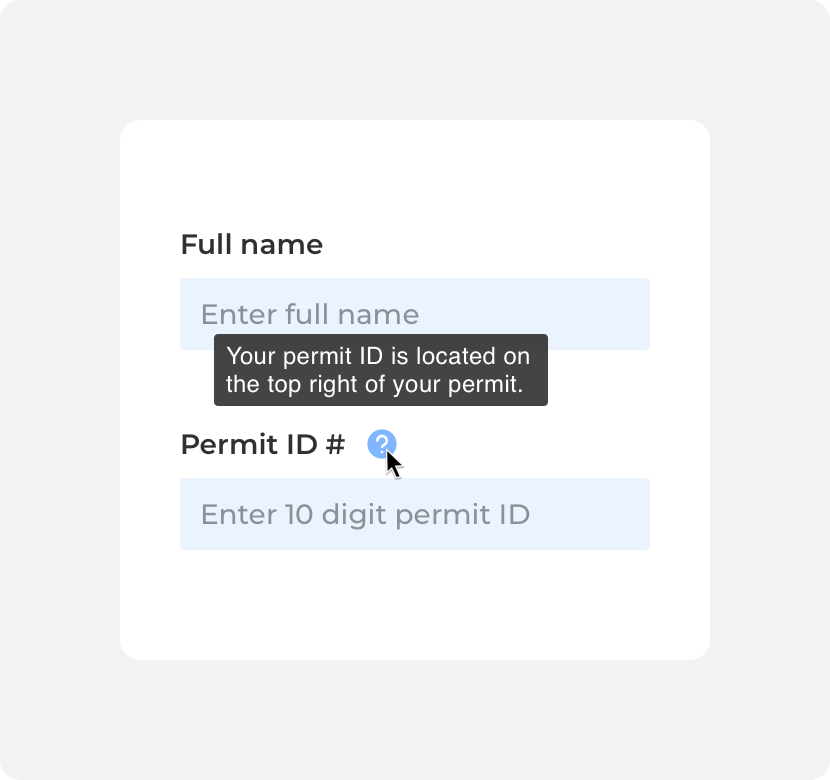 Full name
Enter full name
Your permit ID is located on
the top right of your permit.
Permit ID # ?
Enter 10 digit permit ID